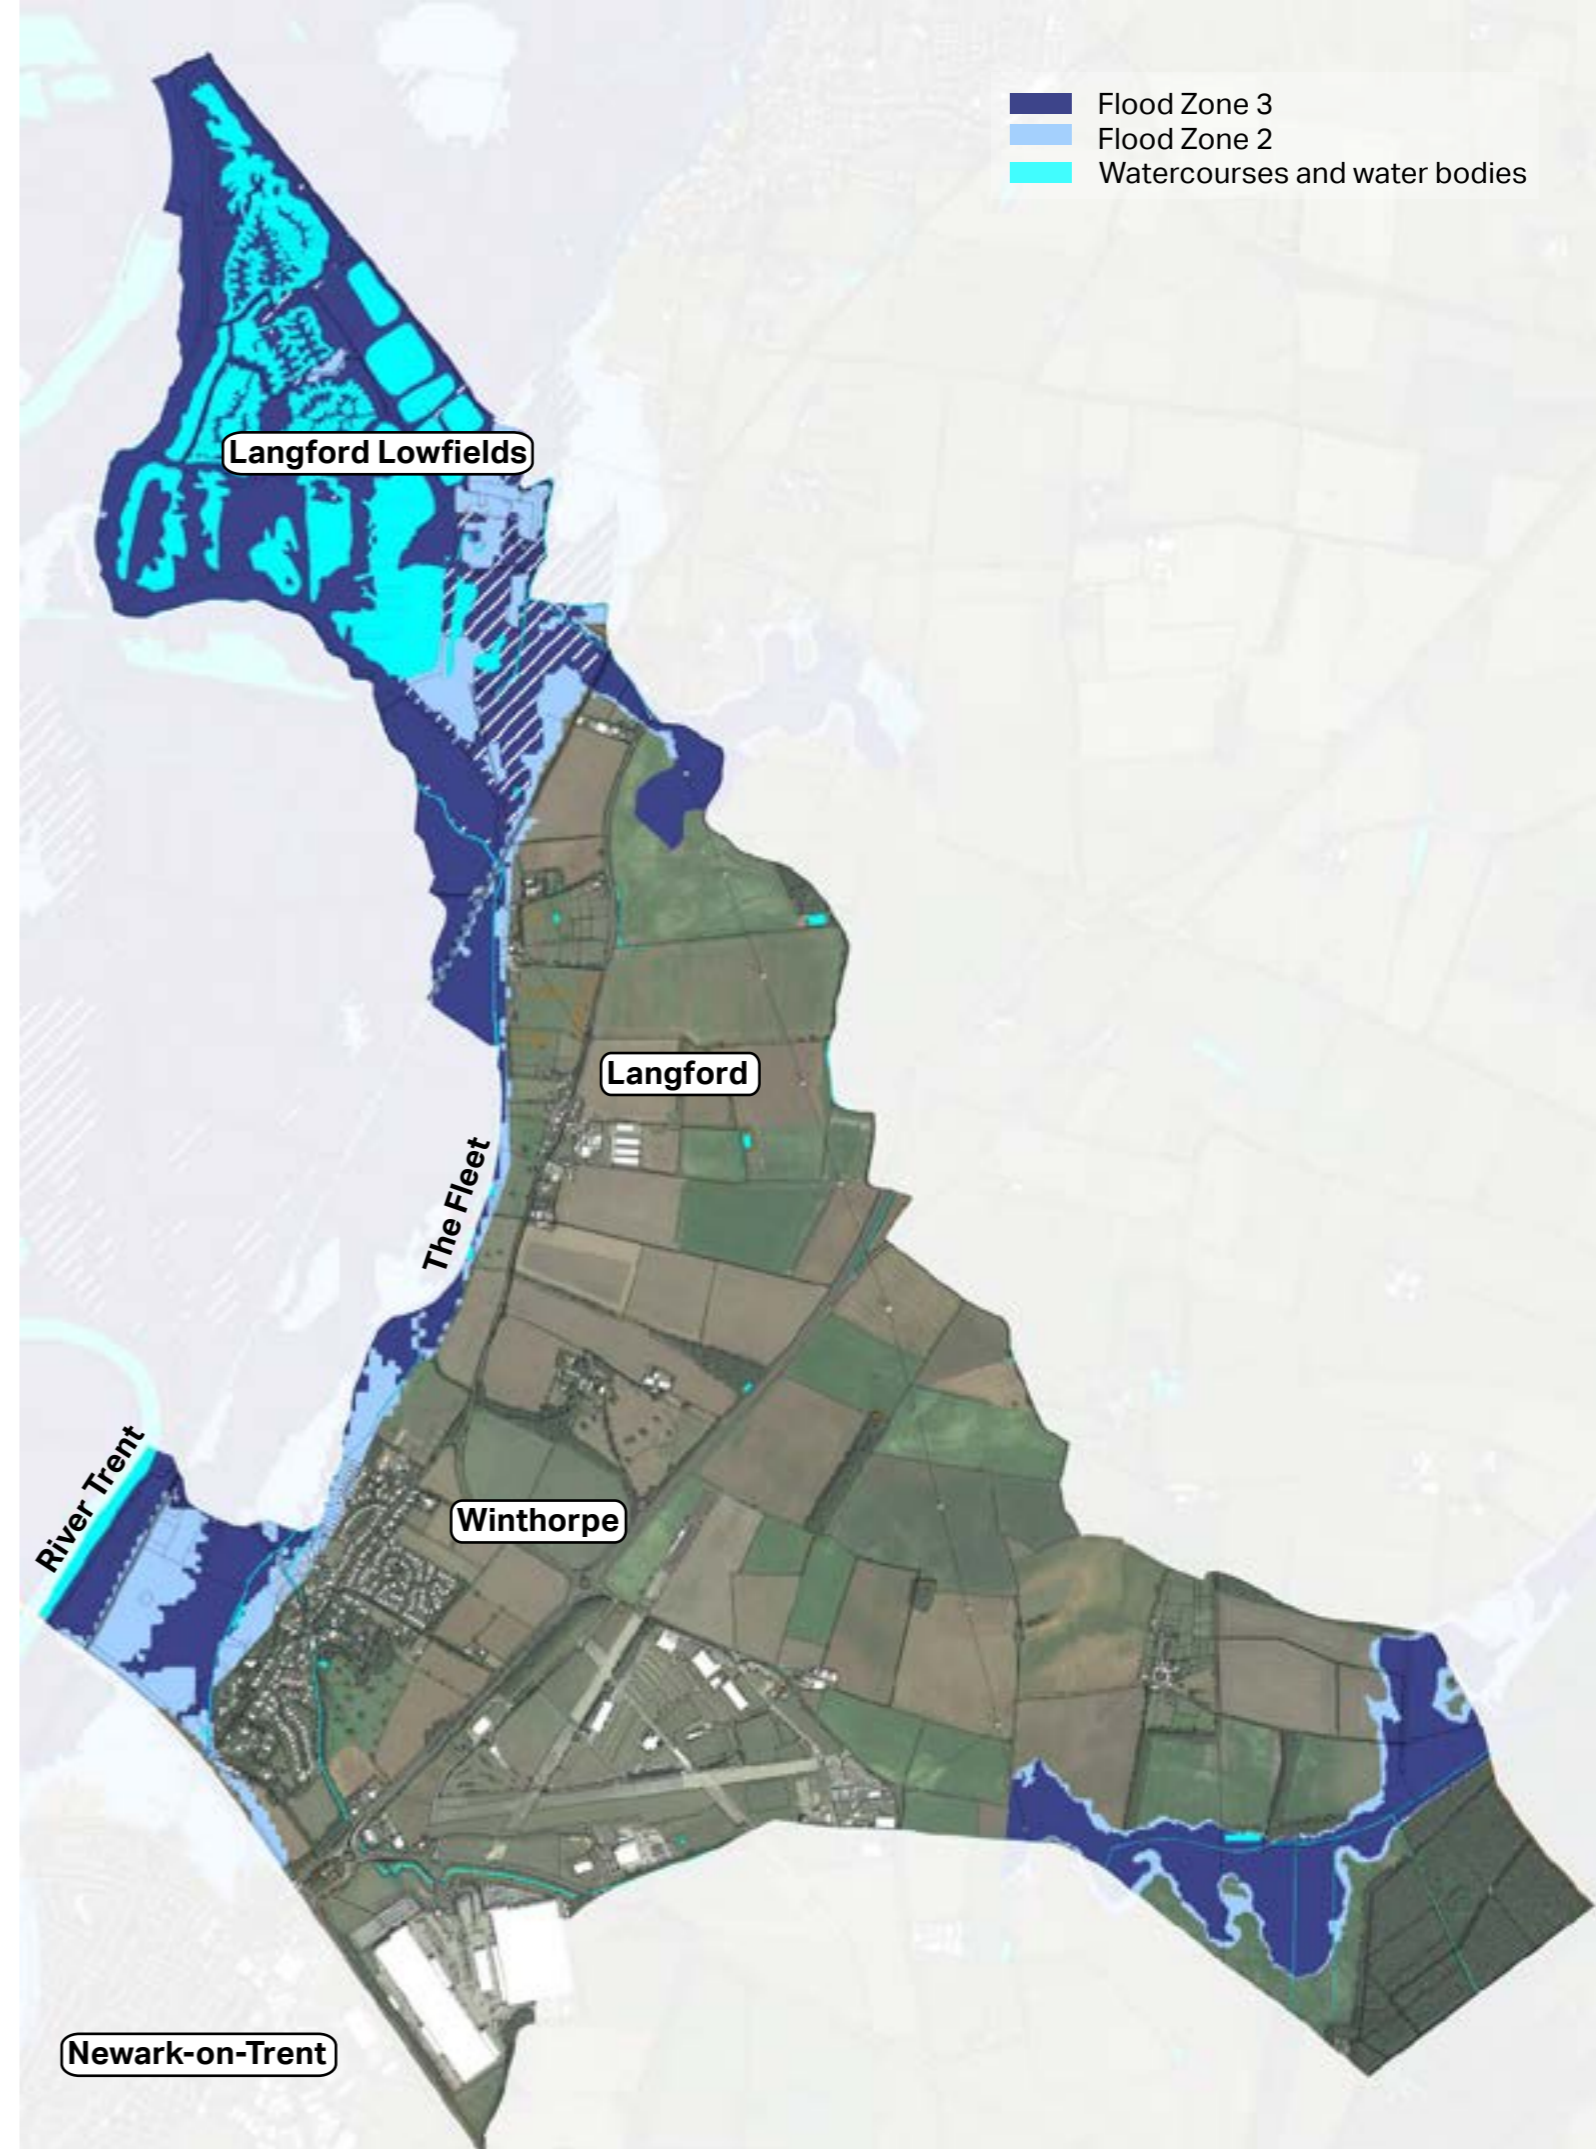 Flood Zone 3
Flood Zone 2
Watercourses and water bodies
Langford Lowfields
Langford
The Fleet
River Trent
Winthorpe
Newark-on-Trent